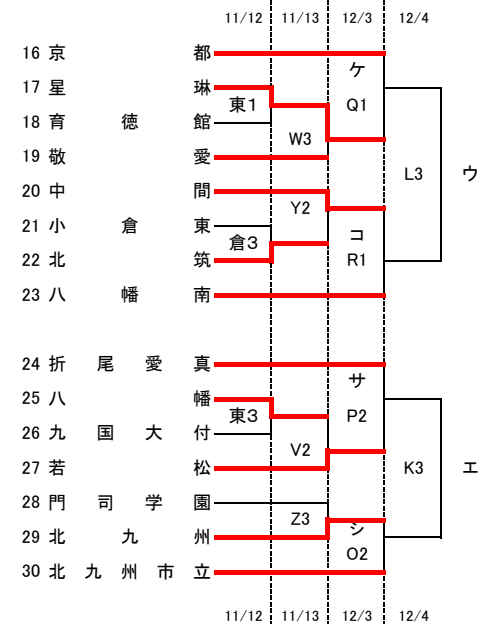 11/12 11/13 12/3 12/4
16 京都
ケ
17 星琳
東1
Q1
18 育徳館
W3
19 敬愛
L3
ウ
20 中間
Y2
21 小倉東
倉3
コ
22 北筑
R1
23 八幡南
24 折尾愛真
サ
25 八幡
東3
P2
26 九国大付
V2
27 若松
K3
エ
28 門司学園
Z3
シ
29 北九州
O2
30 北九州市立
11/12 11/13 12/3 12/4